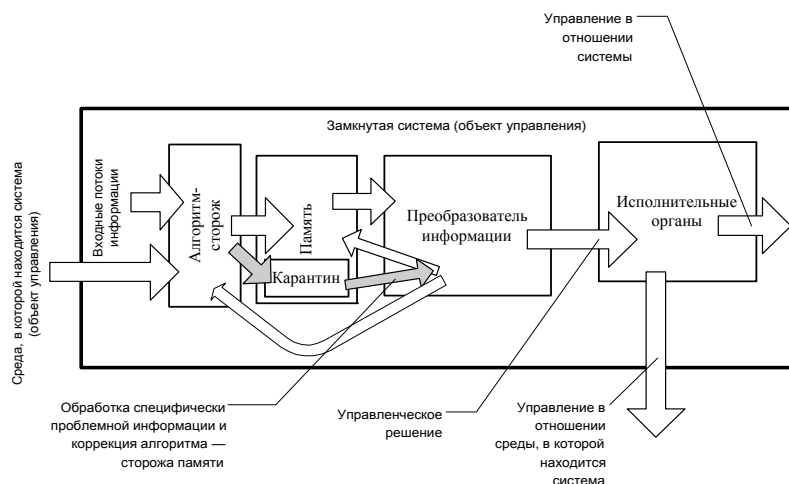 Управление в
отношении
системы
Замкнутая система (объект управления)
Среда, в которой находится система
(объект управления)
Входные потоки
информации
Алгоритм-
сторож
Память
Карантин
Преобразователь
информации
Исполнительные
органы
Обработка специфически
проблемной информации и
коррекция алгоритма —
сторожа памяти
Управленческое
решение
Управление в
отношении
среды, в которой
находится
система